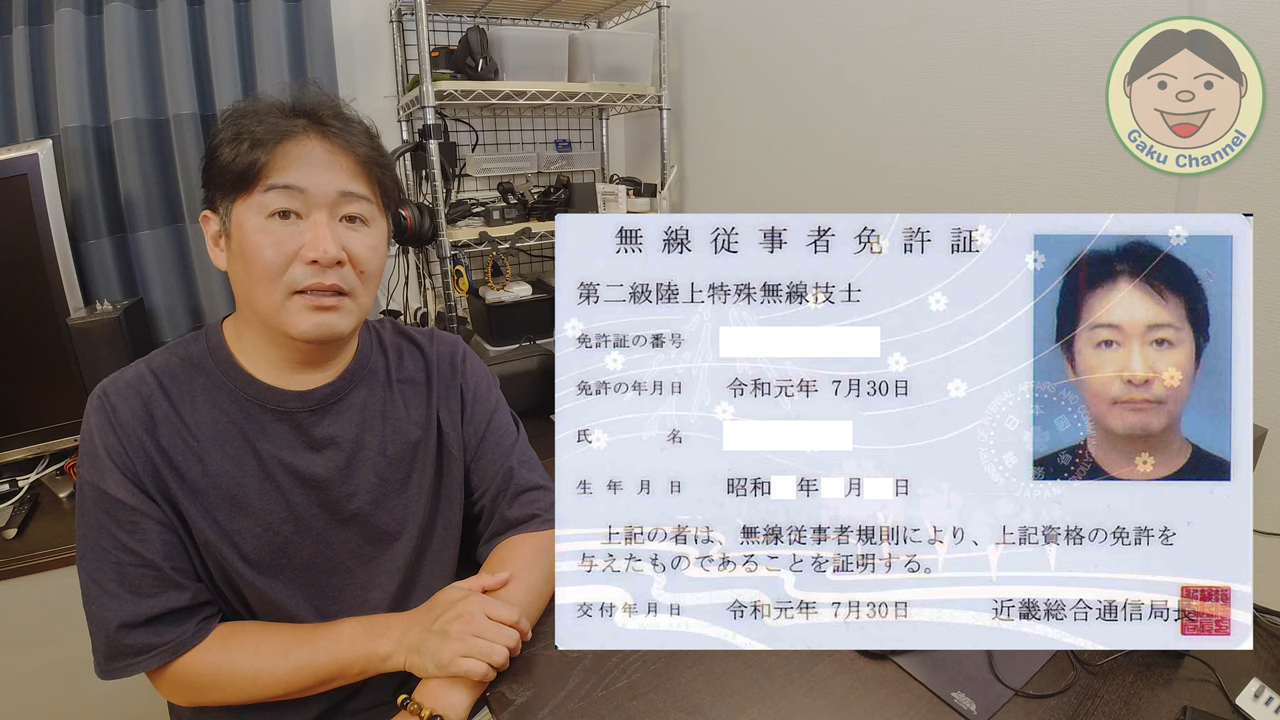 Gaku Channel
無線従事者免許証
第二級陸上特殊無線技士
免許証の番号
免許の年月日 令和元年 7月30日
氏名
生年月日 昭和 年 月 日
上記の者は、無線従事者規則により、上記資格の免許を
与えたものであることを証明する。
交付年月日 令和元年 7月30日 近畿総合通信局長